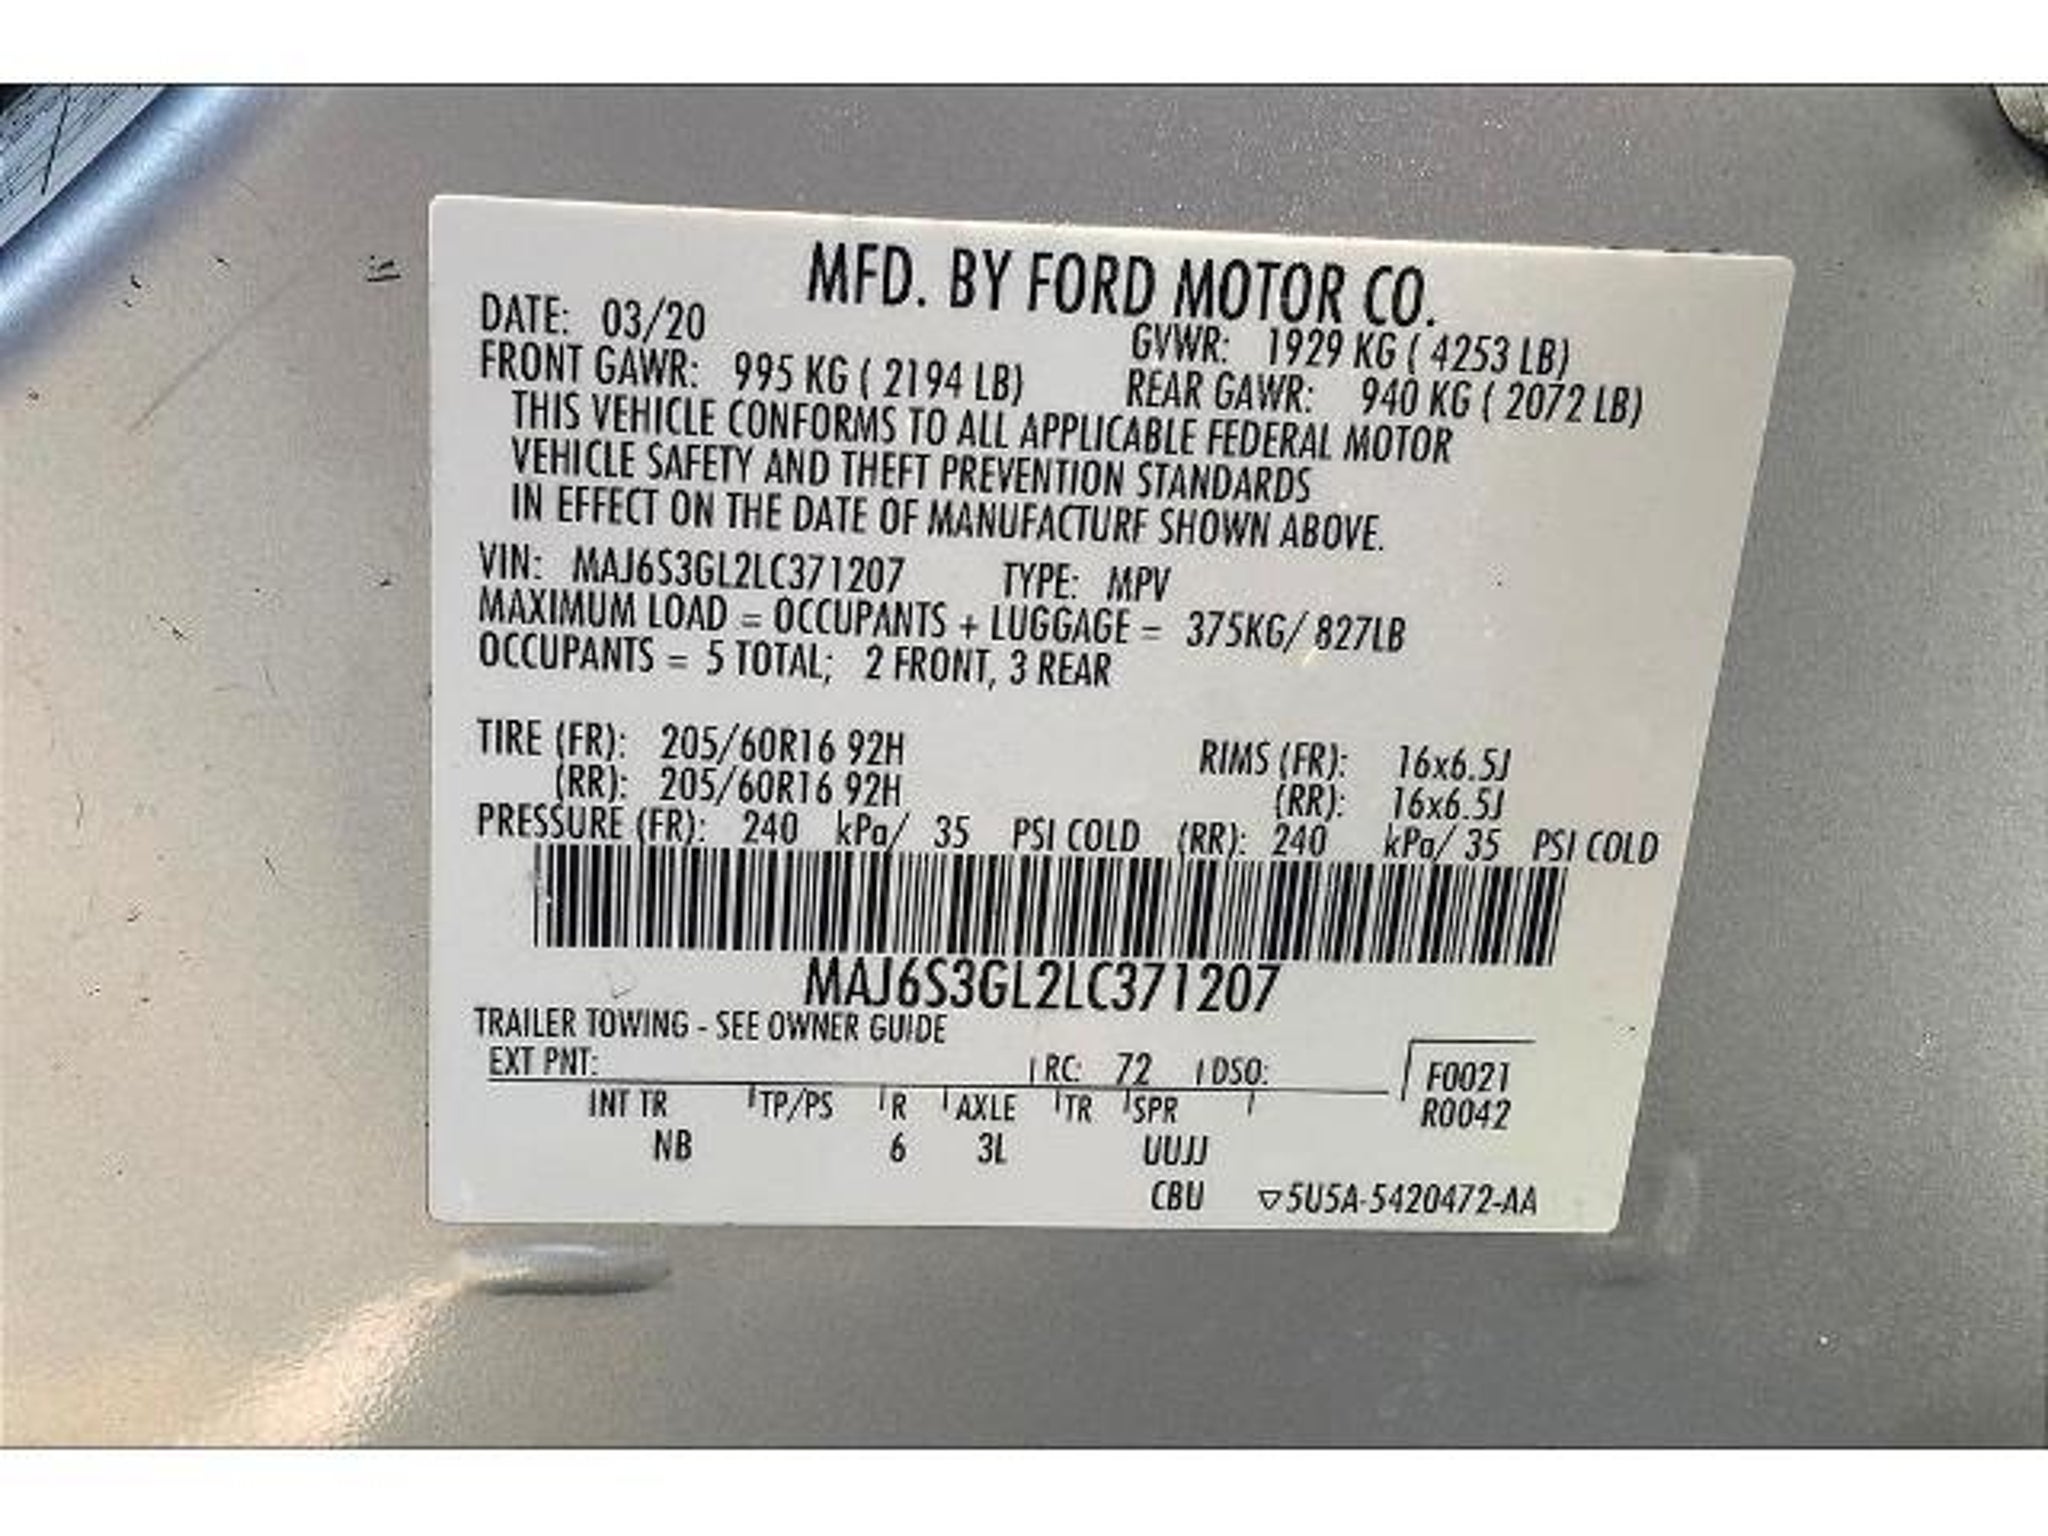 MFD. BY FORD MOTOR CO.
DATE: 03/20 GVWR: 1929 KG ( 4253 LB)
FRONT GAWR: 995 KG ( 2194 LB) REAR GAWR: 940 KG ( 2072 LB)
THIS VEHICLE CONFORMS TO ALL APPLICABLE FEDERAL MOTOR
VEHICLE SAFETY AND THEFT PREVENTION STANDARDS
IN EFFECT ON THE DATE OF MANUFACTURE SHOWN ABOVE.
VIN: MAJ6S3GL2LC371207 TYPE: MPV
MAXIMUM LOAD = OCCUPANTS + LUGGAGE = 375KG/ 827LB
OCCUPANTS = 5 TOTAL; 2 FRONT, 3 REAR
TIRE (FR): 205/60R16 92H RIMS (FR): 16x6.5J
(RR): 205/60R16 92H (RR): 16x6.5J
PRESSURE (FR): 240 kPa/ 35 PSI COLD (RR): 240 kPa/ 35 PSI COLD
MAJ6S3GL2LC371207
TRAILER TOWING - SEE OWNER GUIDE
EXT PNT: RC: 72 DSO: F0021
INT TR TP/PS R AXLE TR SPR R0042
NB 6 3L UUJJ
CBU ▽5U5A-5420472-AA